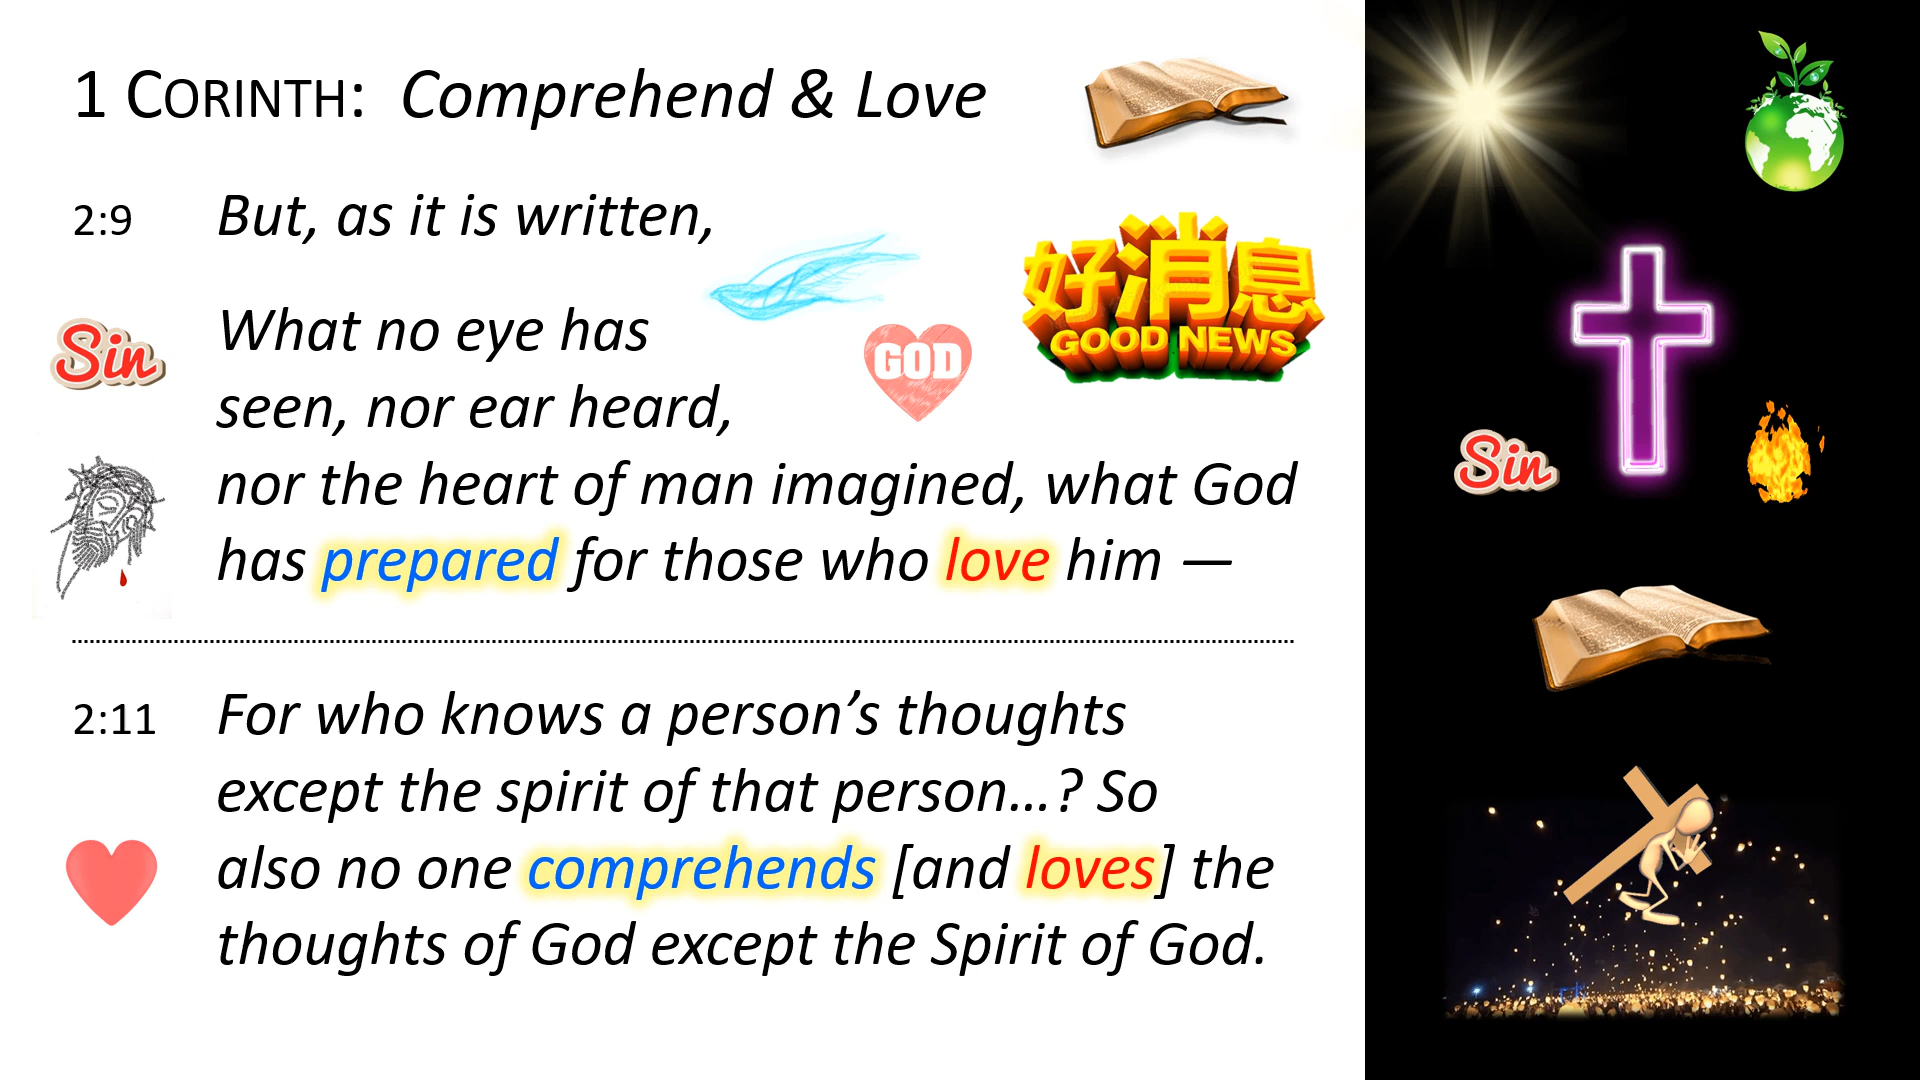 1 CORINTH: Comprehend & Love
2:9 But, as it is written,
What no eye has
seen, nor ear heard,
nor the heart of man imagined, what God
has prepared for those who love him —
2:11 For who knows a person’s thoughts
except the spirit of that person...? So
also no one comprehends [and loves] the
thoughts of God except the Spirit of God.
Sin
GOD
好消息
GOOD NEWS
Sin